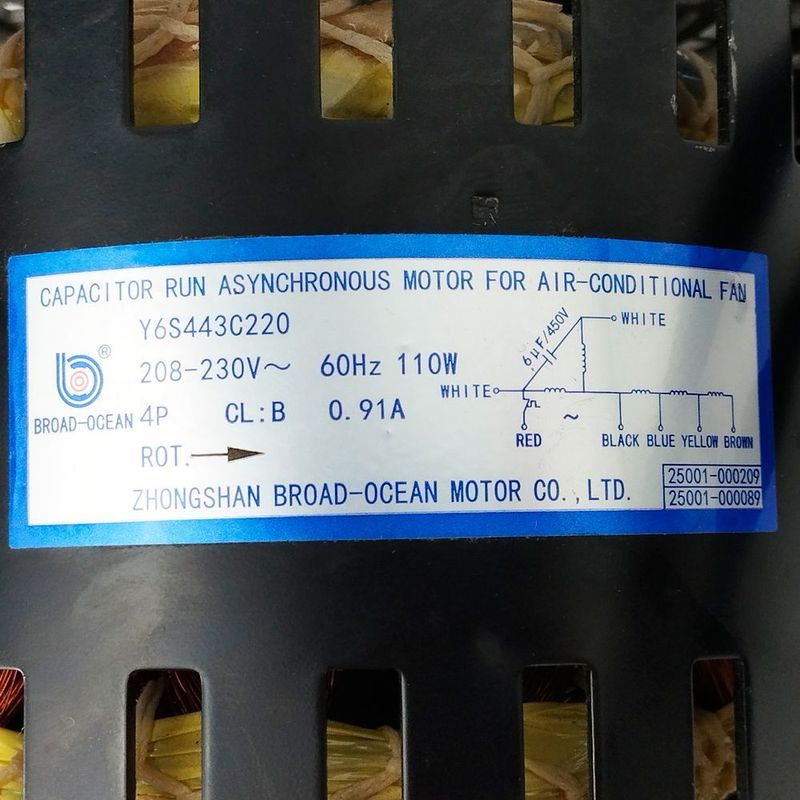 CAPACITOR RUN ASYNCHRONOUS MOTOR FOR AIR-CONDITIONAL FAN
Y6S443C220
®
208-230V～ 60Hz 110W
BROAD-OCEAN
4P CL:B 0.91A
ROT.
ZHONGSHAN BROAD-OCEAN MOTOR CO.,LTD.
6μF/450V
WHITE
WHITE
～
RED BLACK BLUE YELLOW BROWN
25001-000209
25001-000089